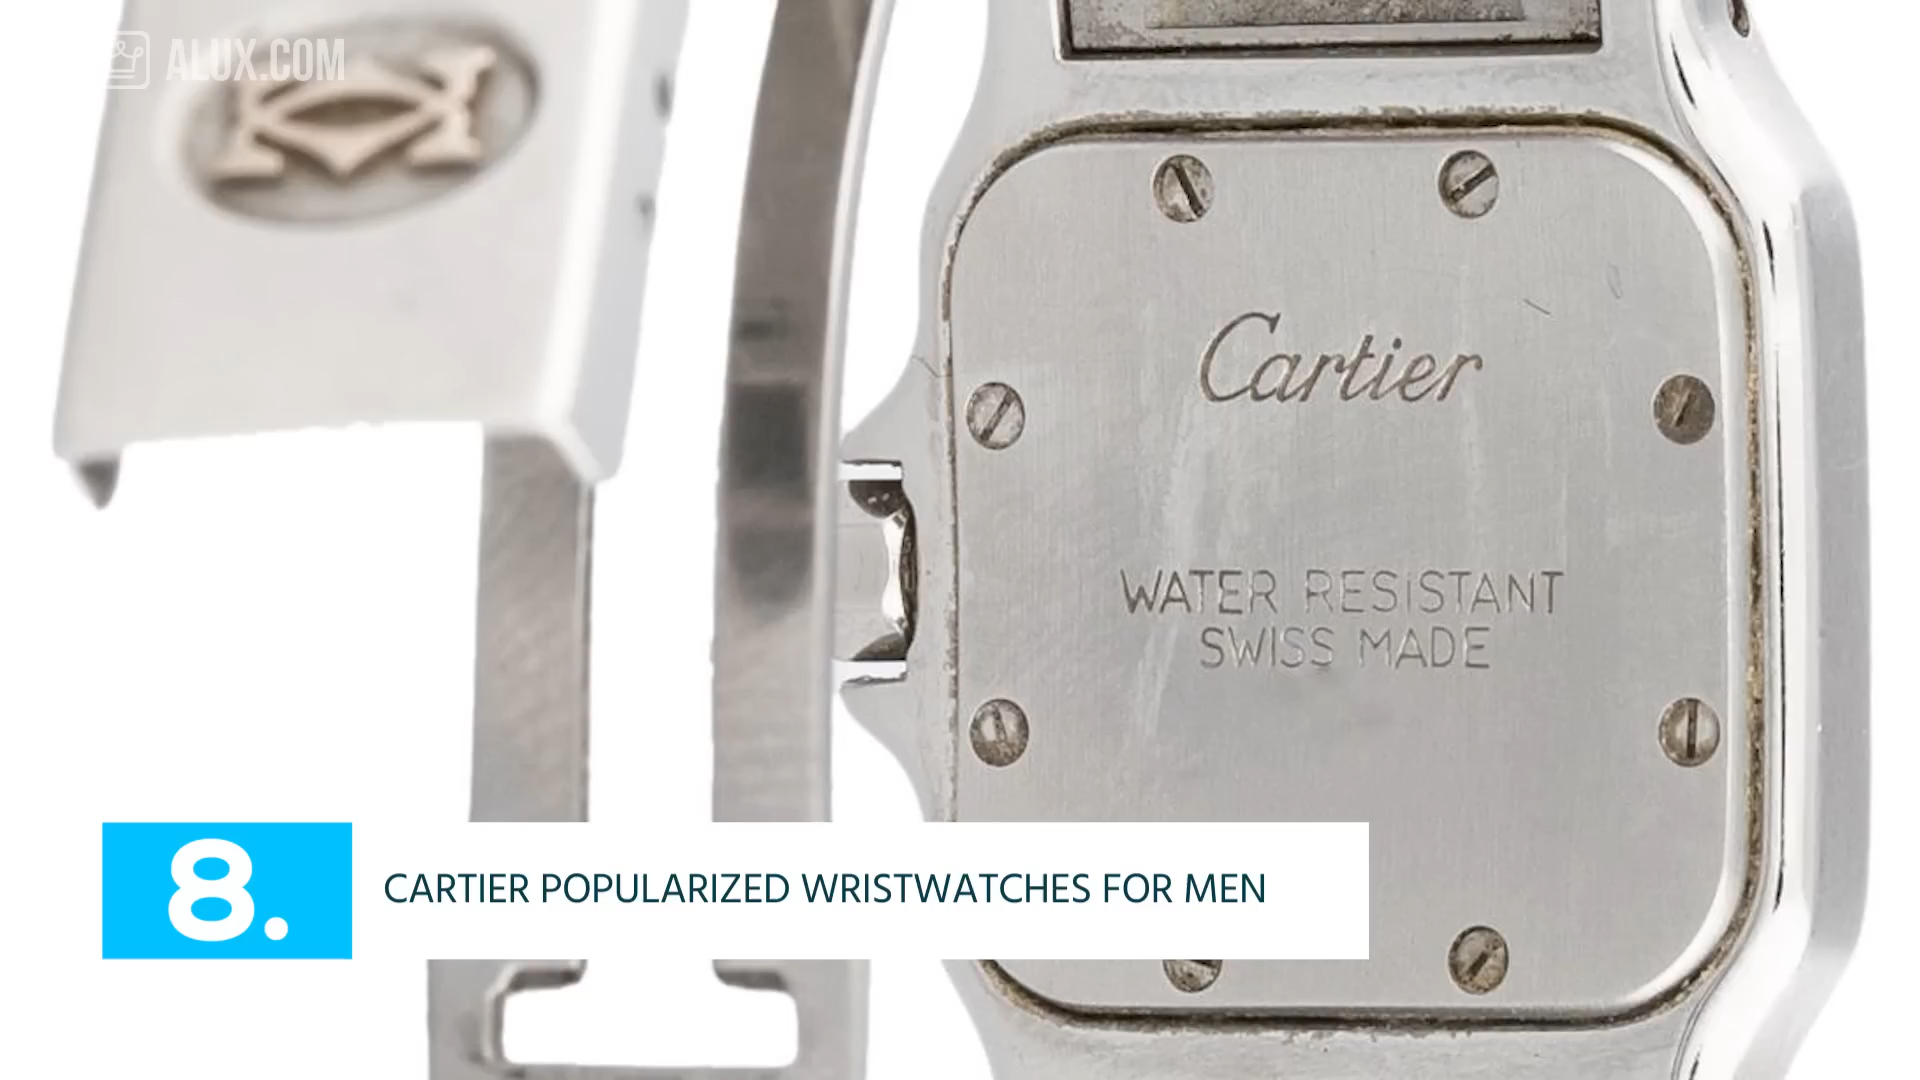 ALUX.COM
Cartier
WATER RESISTANT
SWISS MADE
8.
CARTIER POPULARIZED WRISTWATCHES FOR MEN